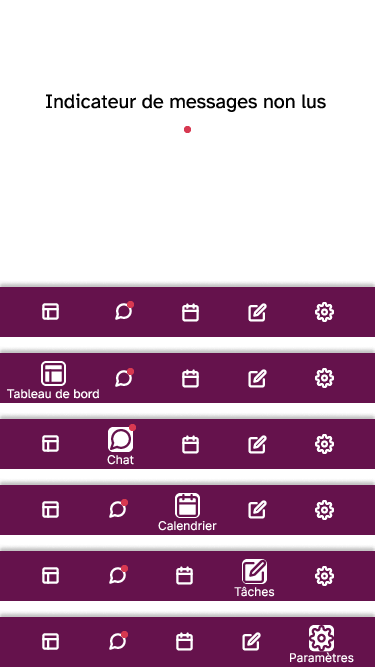 Indicateur de messages non lus
Tableau de bord
Chat
Calendrier
Tâches
Paramètres